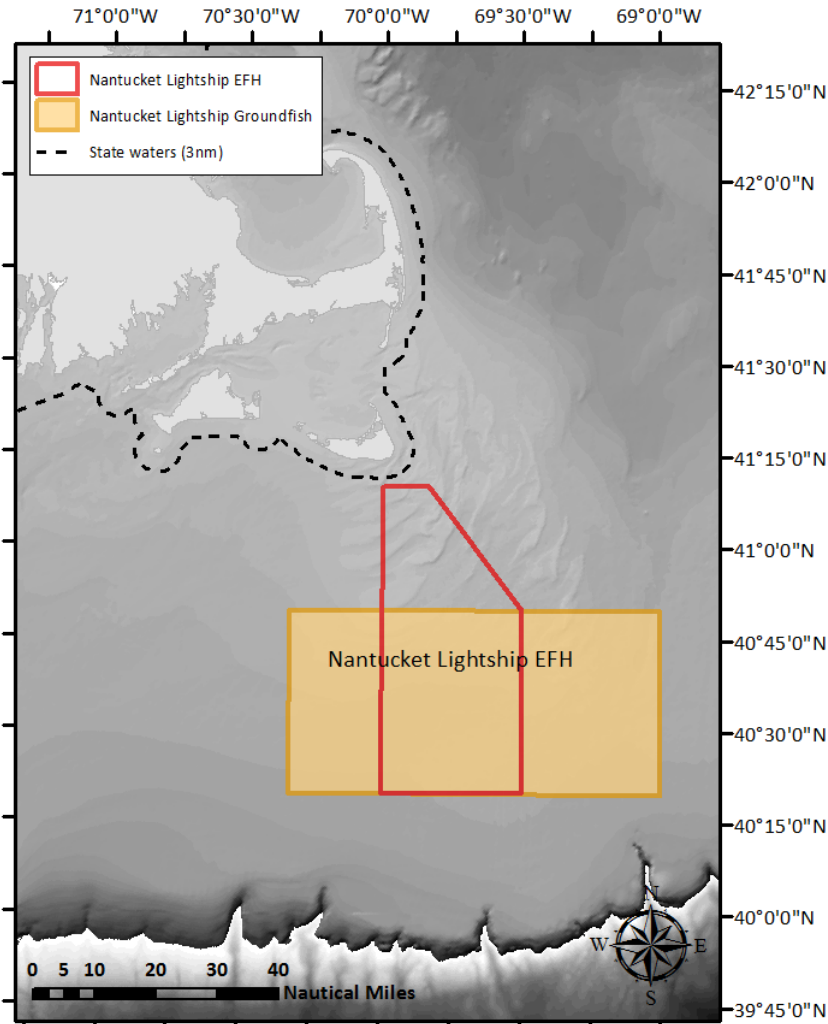 71°0'0"W 70°30'0"W 70°0'0"W 69°30'0"W 69°0'0"W
Nantucket Lightship EFH
Nantucket Lightship Groundfish
State waters (3nm)
42°15'0"N
42°0'0"N
41°45'0"N
41°30'0"N
41°15'0"N
41°0'0"N
40°45'0"N
Nantucket Lightship EFH
40°30'0"N
40°15'0"N
40°0'0"N
N
W E
S
0 5 10 20 30 40
Nautical Miles
39°45'0"N